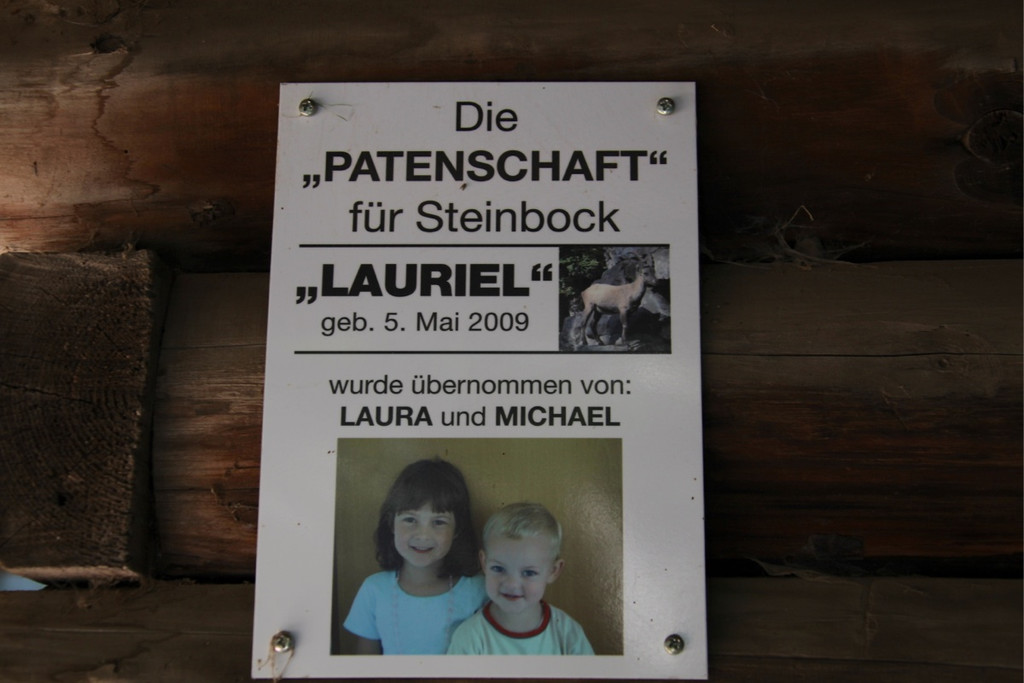 Die
„PATENSCHAFT“
für Steinbock
„LAURIEL“
geb. 5. Mai 2009
wurde übernommen von:
LAURA und MICHAEL